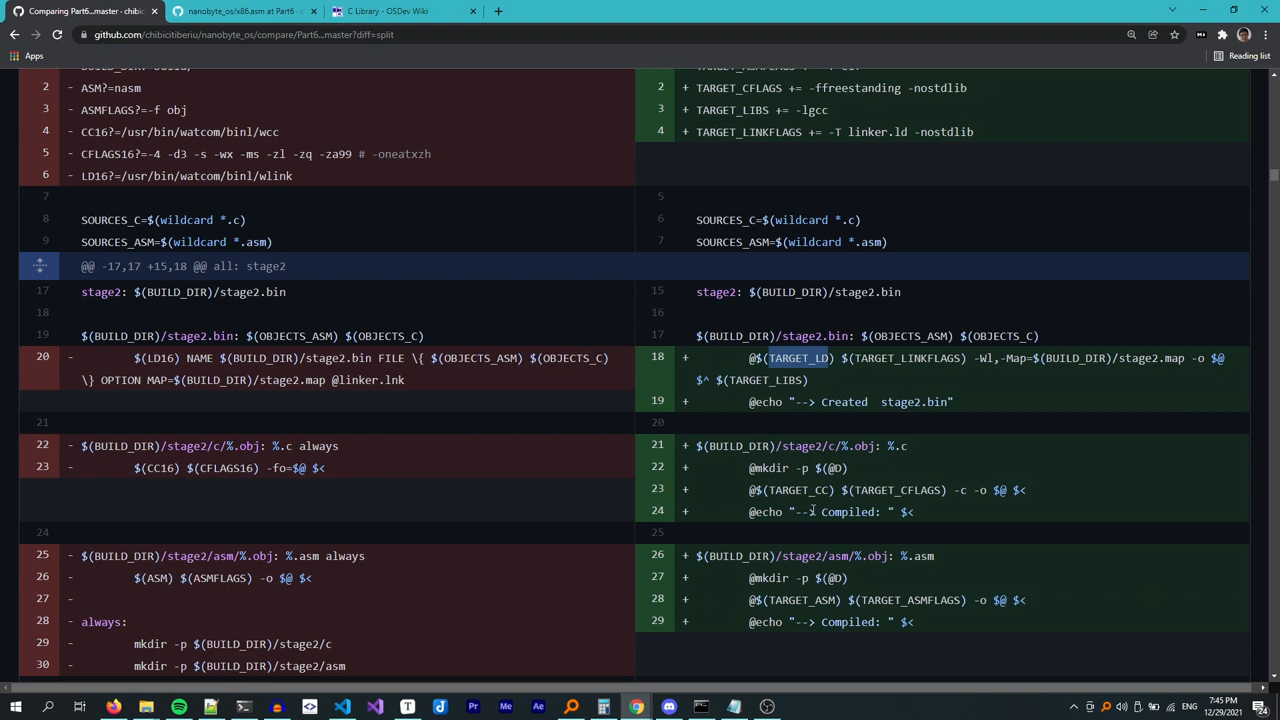 Comparing Part6...master · chibic
nanobyte_os/x86.asm at Part6 · c
C Library - OSDev Wiki
github.com/chibicitiberiu/nanobyte_os/compare/Part6...master?diff=split
Apps
Reading list
2 - ASM?=nasm
3 - ASMFLAGS?=-f obj
4 - CC16?=/usr/bin/watcom/binl/wcc
5 - CFLAGS16?=-4 -d3 -s -wx -ms -zl -zq -za99 # -oneatxzh
6 - LD16?=/usr/bin/watcom/binl/wlink
7
8 SOURCES_C=$(wildcard *.c)
9 SOURCES_ASM=$(wildcard *.asm)
@@ -17,17 +15,18 @@ all: stage2
17 stage2: $(BUILD_DIR)/stage2.bin
18
19 $(BUILD_DIR)/stage2.bin: $(OBJECTS_ASM) $(OBJECTS_C)
20 - $(LD16) NAME $(BUILD_DIR)/stage2.bin FILE \{ $(OBJECTS_ASM) $(OBJECTS_C)
\} OPTION MAP=$(BUILD_DIR)/stage2.map @linker.lnk
21
22 - $(BUILD_DIR)/stage2/c/%.obj: %.c always
23 - $(CC16) $(CFLAGS16) -fo=$@ $<
24
25 - $(BUILD_DIR)/stage2/asm/%.obj: %.asm always
26 - $(ASM) $(ASMFLAGS) -o $@ $<
27 -
28 - always:
29 - mkdir -p $(BUILD_DIR)/stage2/c
30 - mkdir -p $(BUILD_DIR)/stage2/asm
2 + TARGET_CFLAGS += -ffreestanding -nostdlib
3 + TARGET_LIBS += -lgcc
4 + TARGET_LINKFLAGS += -T linker.ld -nostdlib
5
6 SOURCES_C=$(wildcard *.c)
7 SOURCES_ASM=$(wildcard *.asm)
15 stage2: $(BUILD_DIR)/stage2.bin
16
17 $(BUILD_DIR)/stage2.bin: $(OBJECTS_ASM) $(OBJECTS_C)
18 + @$(TARGET_LD) $(TARGET_LINKFLAGS) -Wl,-Map=$(BUILD_DIR)/stage2.map -o $@
$^ $(TARGET_LIBS)
19 + @echo "--> Created  stage2.bin"
20
21 + $(BUILD_DIR)/stage2/c/%.obj: %.c
22 + @mkdir -p $(@D)
23 + @$(TARGET_CC) $(TARGET_CFLAGS) -c -o $@ $<
24 + @echo "--> Compiled: " $<
25
26 + $(BUILD_DIR)/stage2/asm/%.obj: %.asm
27 + @mkdir -p $(@D)
28 + @$(TARGET_ASM) $(TARGET_ASMFLAGS) -o $@ $<
29 + @echo "--> Compiled: " $<
7:45 PM
12/29/2021
24